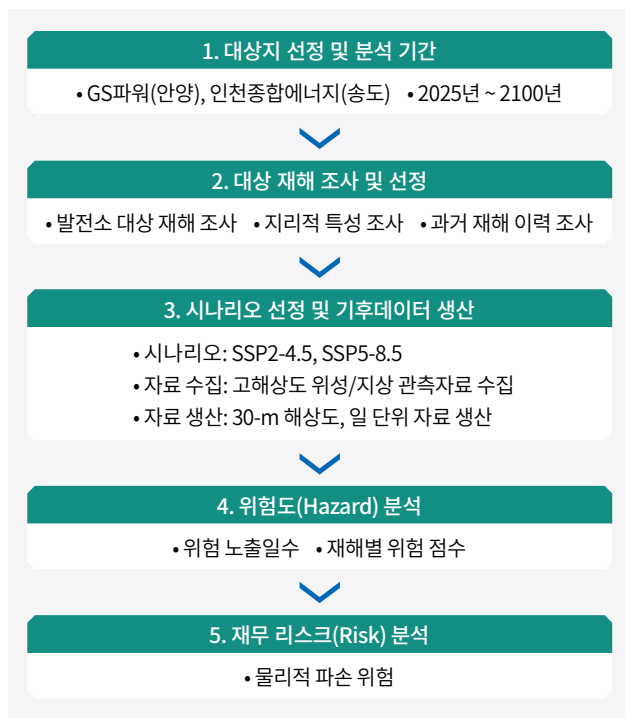 1. 대상지 선정 및 분석 기간
• GS파워(안양), 인천종합에너지(송도) • 2025년 ~ 2100년
2. 대상 재해 조사 및 선정
• 발전소 대상 재해 조사 • 지리적 특성 조사 • 과거 재해 이력 조사
3. 시나리오 선정 및 기후데이터 생산
• 시나리오: SSP2-4.5, SSP5-8.5
• 자료 수집: 고해상도 위성/지상 관측자료 수집
• 자료 생산: 30-m 해상도, 일 단위 자료 생산
4. 위험도(Hazard) 분석
• 위험 노출일수 • 재해별 위험 점수
5. 재무 리스크(Risk) 분석
• 물리적 파손 위험